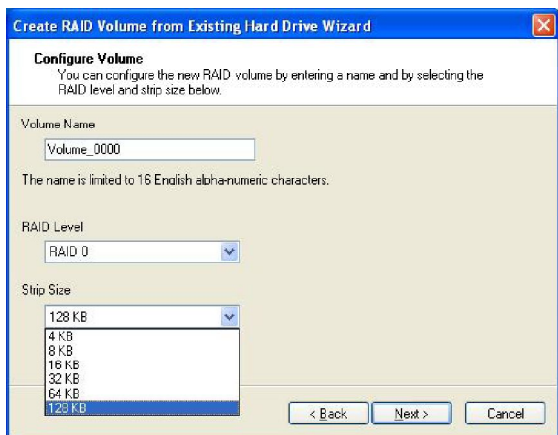 Create RAID Volume from Existing Hard Drive Wizard
Configure Volume
You can configure the new RAID volume by entering a name and by selecting the
RAID level and strip size below.
Volume Name
Volume_0000
The name is limited to 16 English alpha-numeric characters.
RAID Level
RAID 0
Strip Size
128 KB
4 KB
8 KB
16 KB
32 KB
64 KB
128 KB
< Back
Next >
Cancel